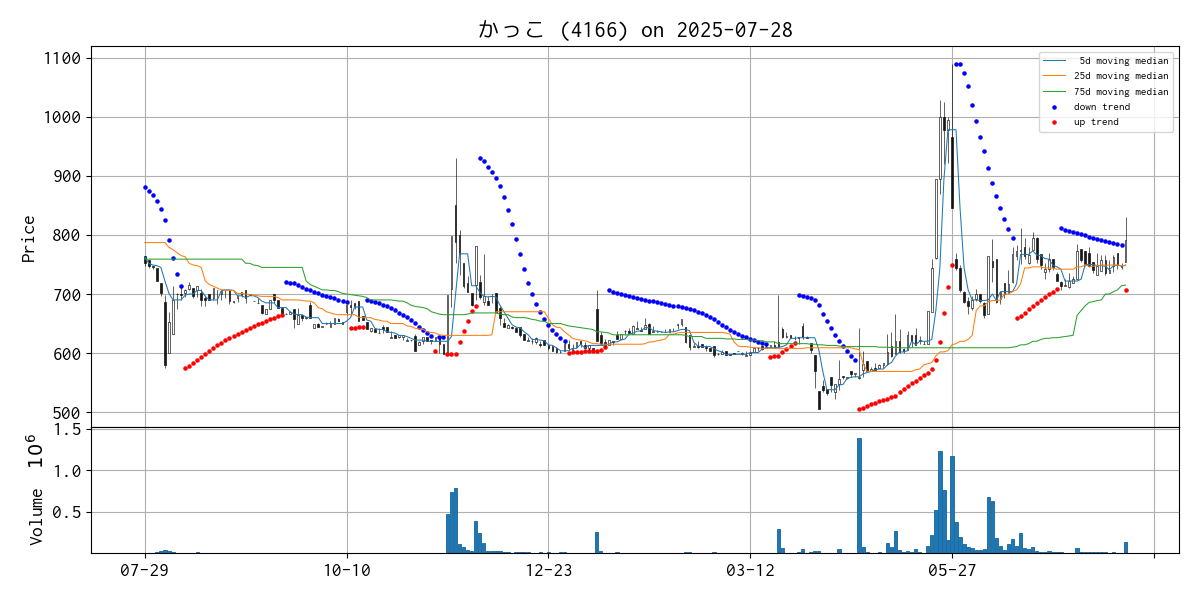 かっこ (4166) on 2025-07-28
1100
1000
900
800
700
600
500
Price
5d moving median
25d moving median
75d moving median
down trend
up trend
1.5
1.0
0.5
Volume 10^6
07-29
10-10
12-23
03-12
05-27